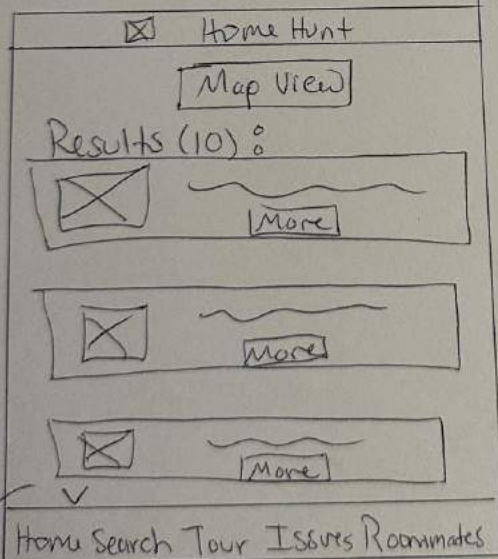 Home Hunt
Map View
Results (10):
More
More
More
Home Search Tour Issues Roommates